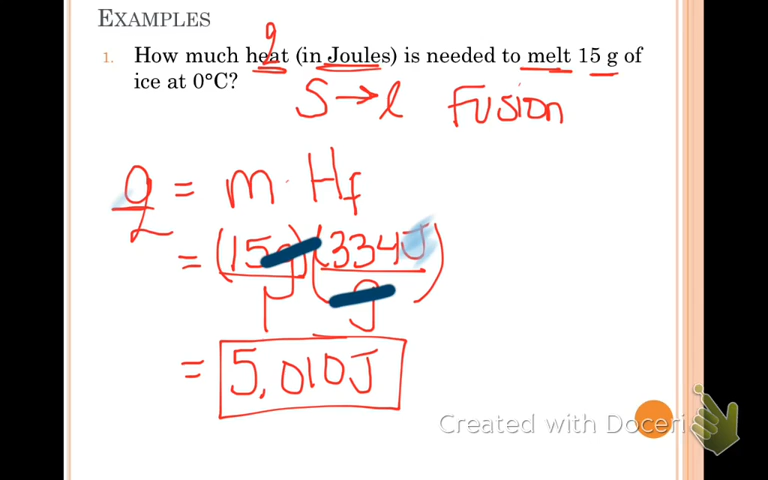 EXAMPLES
q
1. How much heat (in Joules) is needed to melt 15 g of
ice at 0°C?
S → l Fusion
q = m · Hf
= (15g/1)(334J/g)
= 5,010J
Created with Doceri